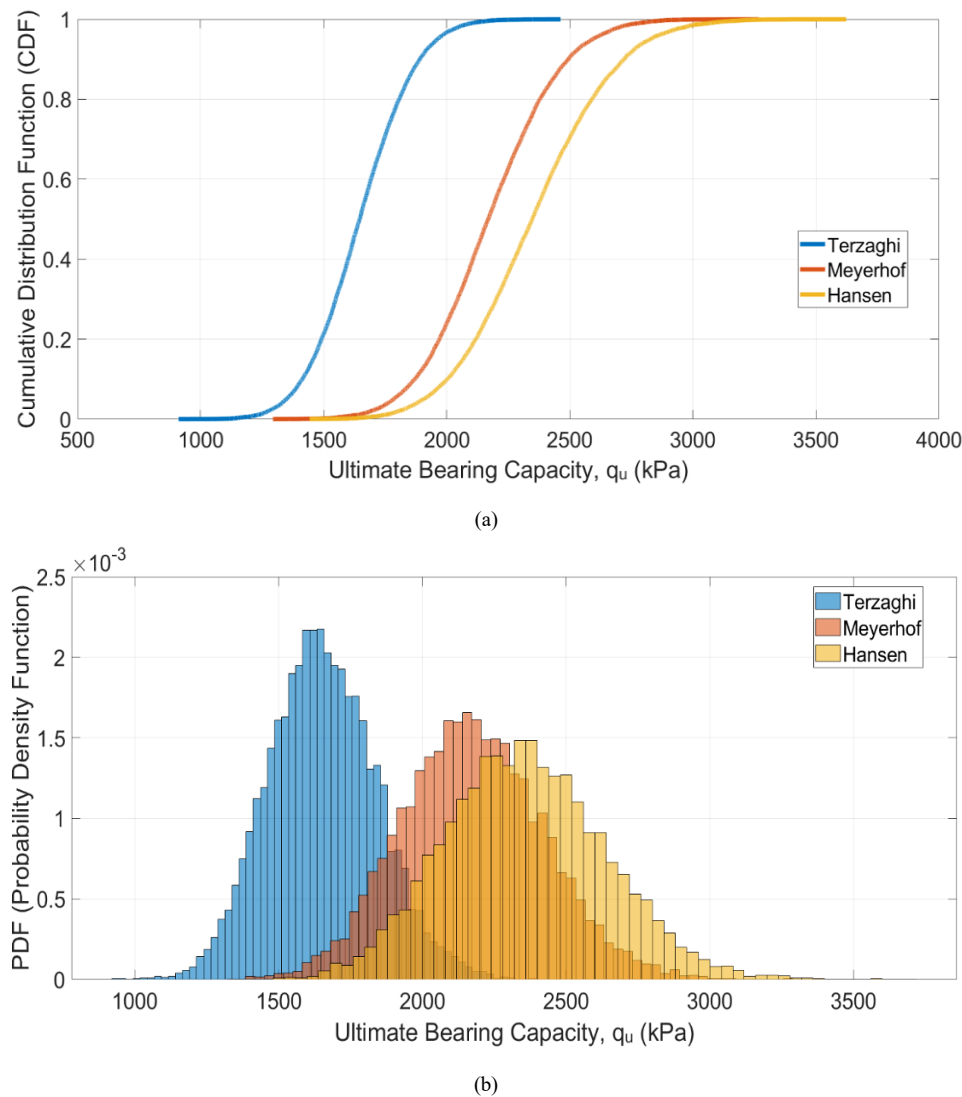 Cumulative Distribution Function (CDF)
1
0.8
0.6
0.4
0.2
0
500 1000 1500 2000 2500 3000 3500 4000
Terzaghi
Meyerhof
Hansen
Ultimate Bearing Capacity, qᵤ (kPa)
(a)
×10⁻³
PDF (Probability Density Function)
2.5
2
1.5
1
0.5
0
1000 1500 2000 2500 3000 3500
Terzaghi
Meyerhof
Hansen
Ultimate Bearing Capacity, qᵤ (kPa)
(b)